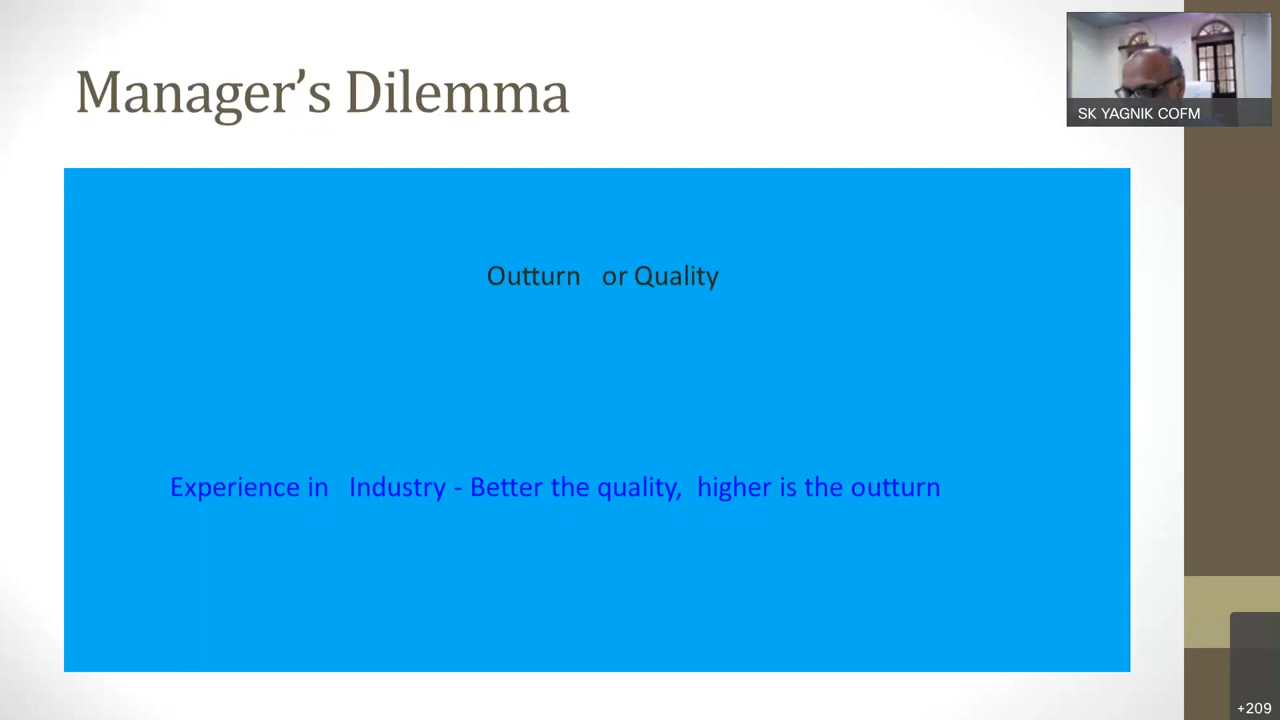 Manager’s Dilemma
SK YAGNIK COFM
Outturn or Quality
Experience in Industry - Better the quality, higher is the outturn
+209